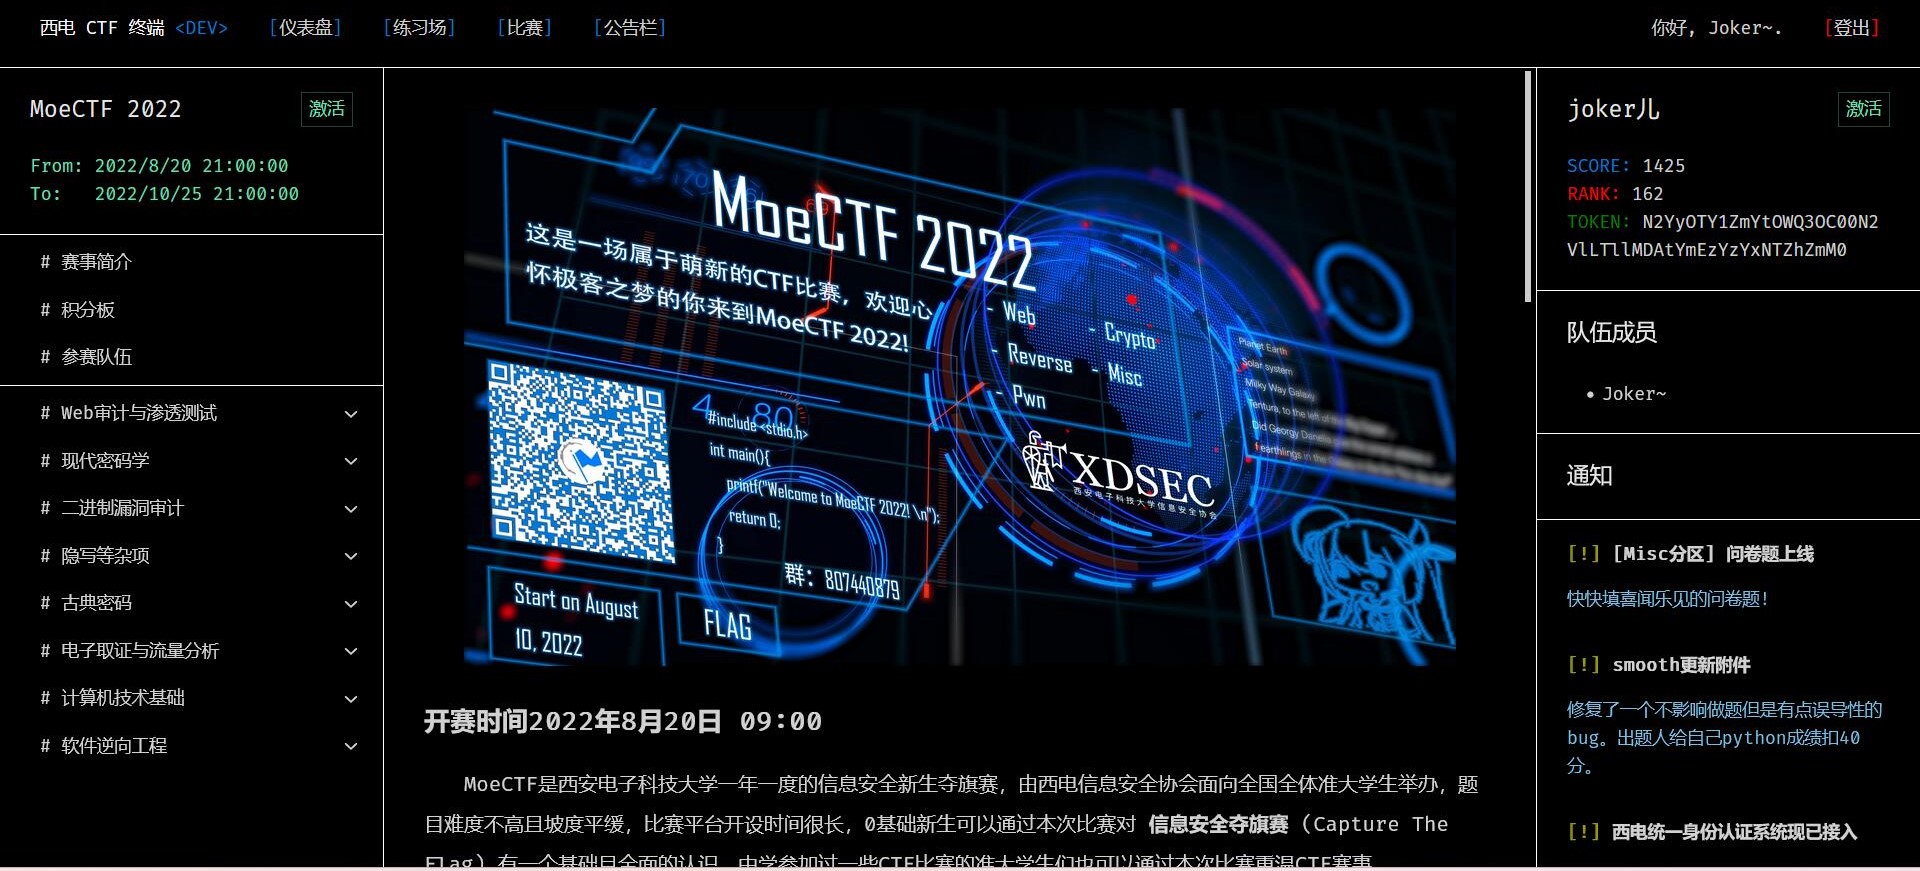 西电 CTF 终端 <DEV> [仪表盘] [练习场] [比赛] [公告栏] 你好, Joker~. [登出]
MoeCTF 2022 激活
From: 2022/8/20 21:00:00
To: 2022/10/25 21:00:00
# 赛事简介
# 积分板
# 参赛队伍
# Web审计与渗透测试
# 现代密码学
# 二进制漏洞审计
# 隐写等杂项
# 古典密码
# 电子取证与流量分析
# 计算机技术基础
# 软件逆向工程
MoeCTF 2022
这是一场属于萌新的CTF比赛，欢迎心
怀极客之梦的你来到MoeCTF 2022!
- Web
- Crypto
- Reverse
- Misc
- Pwn
Planet Earth
Solar system
Milky Way Galaxy
4 80
#include <stdio.h>
int main(){
printf("Welcome to MoeCTF 2022! \n");
return 0;
}
群：807440879
XDSEC
西安电子科技大学信息安全协会
Start on August
10, 2022
FLAG
开赛时间2022年8月20日 09:00
MoeCTF是西安电子科技大学一年一度的信息安全新生夺旗赛，由西电信息安全协会面向全国全体准大学生举办，题
目难度不高且坡度平缓，比赛平台开设时间很长，0基础新生可以通过本次比赛对 信息安全夺旗赛 (Capture The
Flag) 有一个基础且全面的认识，由学参加过一些CTF比赛的准大学生们也可以通过本次比赛重温CTF赛事
joker儿 激活
SCORE: 1425
RANK: 162
TOKEN: N2YyOTY1ZmYtOWQ3OC00N2
VlLTllMDAtYmEzYzYxNTZhZmM0
队伍成员
• Joker~
通知
[!] [Misc分区] 问卷题上线
快快填喜闻乐见的问卷题！
[!] smooth更新附件
修复了一个不影响做题但是有点误导性的
bug。出题人给自己python成绩扣40
分。
[!] 西电统一身份认证系统现已接入